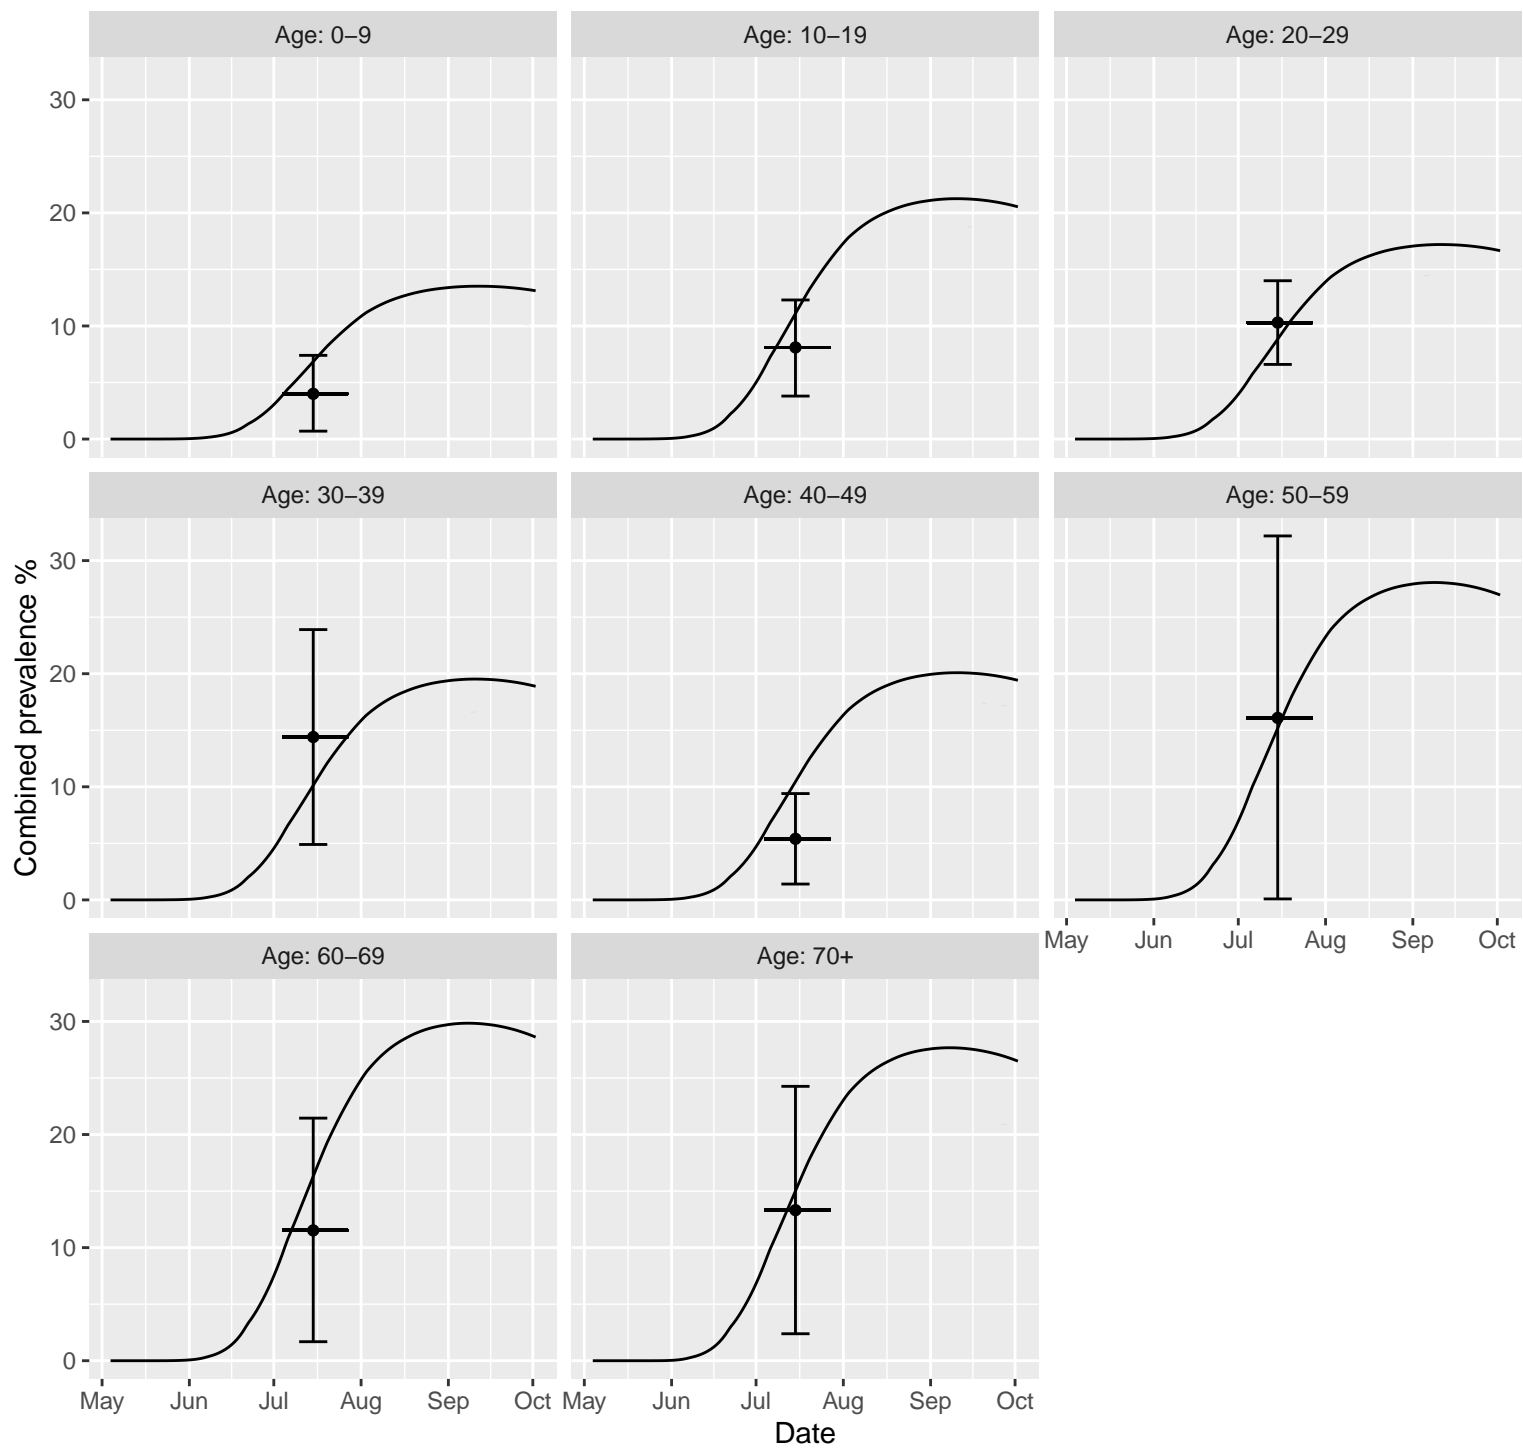 Age: 0–9
Age: 10–19
Age: 20–29
30
20
10
0
Age: 30–39
Age: 40–49
Age: 50–59
30
20
10
0
May Jun Jul Aug Sep Oct
Age: 60–69
Age: 70+
30
20
10
0
May Jun Jul Aug Sep Oct
May Jun Jul Aug Sep Oct
Date
Combined prevalence %